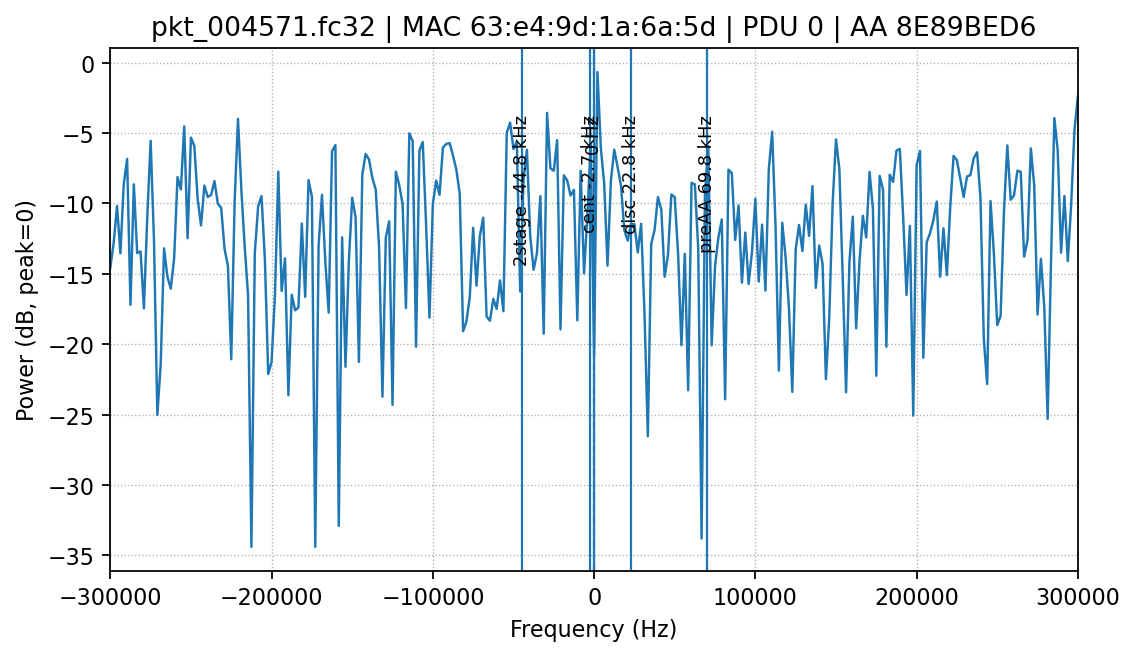 pkt_004571.fc32 | MAC 63:e4:9d:1a:6a:5d | PDU 0 | AA 8E89BED6
Power (dB, peak=0)
0
−5
−10
−15
−20
−25
−30
−35
2stage -44.8 kHz
cent -2.7 kHz
disc 22.8 kHz
preAA 69.8 kHz
−300000
−200000
−100000
0
100000
200000
300000
Frequency (Hz)